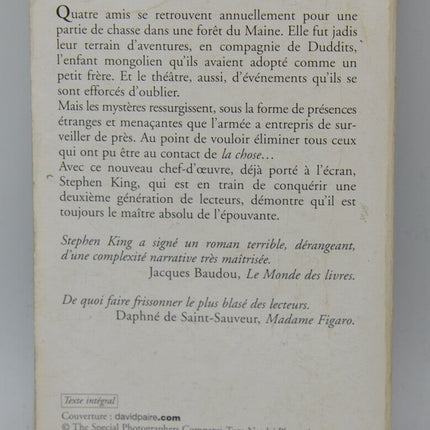 Quatre amis se retrouvent annuellement pour une
partie de chasse dans une forêt du Maine. Elle fut jadis
leur terrain d'aventures, en compagnie de Duddits,
l'enfant mongolien qu'ils avaient adopté comme un
petit frère. Et le théâtre, aussi, d'événements qu'ils se
sont efforcés d'oublier.
Mais les mystères ressurgissent, sous la forme de présences
étranges et menaçantes que l'armée a entrepris de sur-
veiller de près. Au point de vouloir éliminer tous ceux
qui ont pu être au contact de la chose…
Avec ce nouveau chef-d'œuvre, déjà porté à l'écran,
Stephen King, qui est en train de conquérir une
deuxième génération de lecteurs, démontre qu'il est
toujours le maître absolu de l'épouvante.
Stephen King a signé un roman terrible, dérangeant,
d'une complexité narrative très maîtrisée.
Jacques Baudou, Le Monde des livres.
De quoi faire frissonner le plus blasé des lecteurs.
Daphné de Saint-Sauveur, Madame Figaro.
Texte intégral
Couverture : davidpaire.com
© The Special Photographers Company